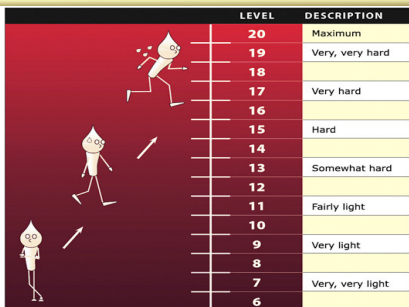 LEVEL DESCRIPTION
20 Maximum
19 Very, very hard
18
17 Very hard
16
15 Hard
14
13 Somewhat hard
12
11 Fairly light
10
9 Very light
8
7 Very, very light
6